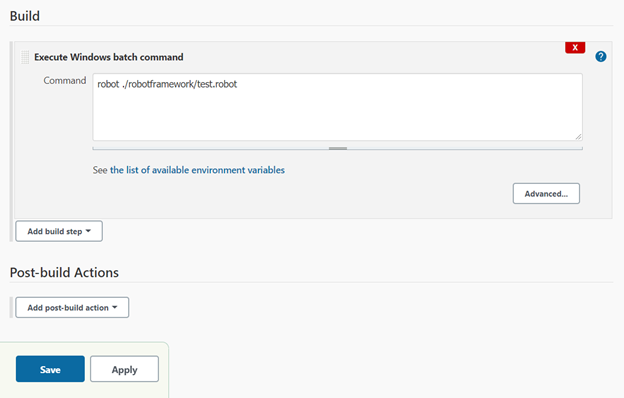 Build
Execute Windows batch command
X
?
Command
robot ./robotframework/test.robot
See the list of available environment variables
Advanced...
Add build step
Post-build Actions
Add post-build action
Save
Apply